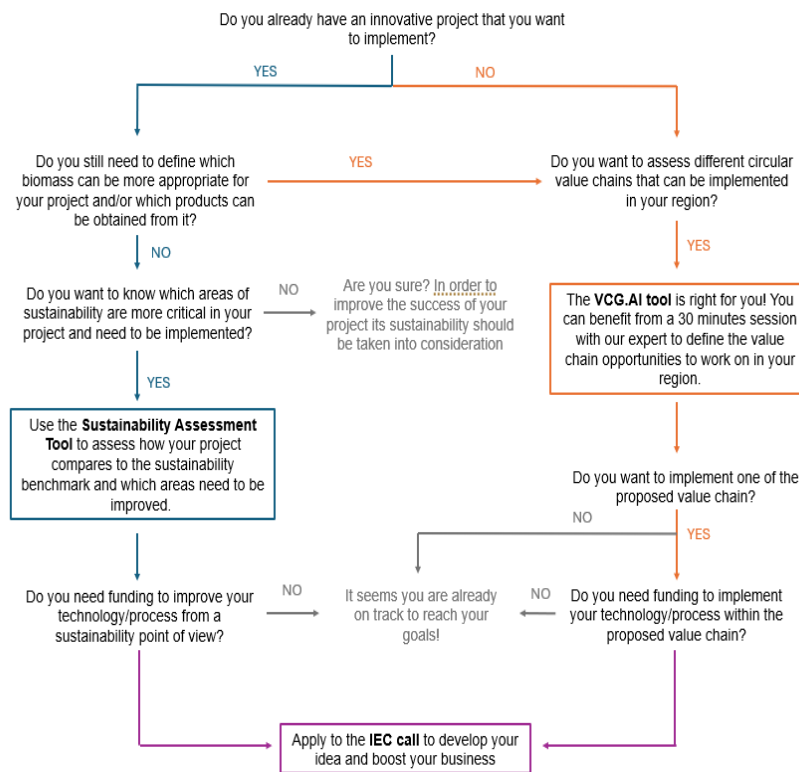 Do you already have an innovative project that you want
to implement?
YES
NO
Do you still need to define which
biomass can be more appropriate for
your project and/or which products can
be obtained from it?
YES
Do you want to assess different circular
value chains that can be implemented
in your region?
NO
YES
Do you want to know which areas of
sustainability are more critical in your
project and need to be implemented?
NO
Are you sure? In order to
improve the success of your
project its sustainability should
be taken into consideration
The VCG.AI tool is right for you! You
can benefit from a 30 minutes session
with our expert to define the value
chain opportunities to work on in your
region.
YES
Use the Sustainability Assessment
Tool to assess how your project
compares to the sustainability
benchmark and which areas need to be
improved.
Do you want to implement one of the
proposed value chain?
NO
YES
Do you need funding to improve your
technology/process from a
sustainability point of view?
NO
It seems you are already
on track to reach your
goals!
NO
Do you need funding to implement
your technology/process within the
proposed value chain?
Apply to the IEC call to develop your
idea and boost your business